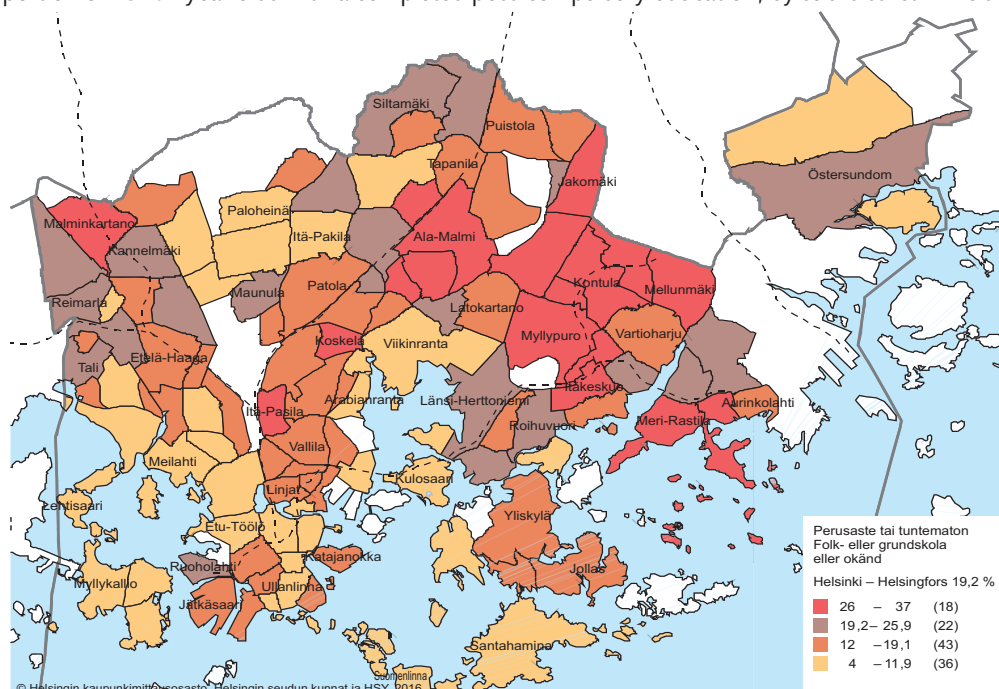 Siltamäki
Puistola
Tapanila
Jakomäki
Östersundom
Malminkartano
Paloheinä
Kannelmäki
Itä-Pakila
Ala-Malmi
Reimarla
Maunula
Patola
Latokartano
Kontula
Mellunmäki
Tali
Etelä-Haaga
Koskela
Viikinranta
Myllypuro
Vartioharju
Itäkeskus
Itä-Pasila
Arabianranta
Länsi-Herttoniemi
Roihuvuori
Meri-Rastila
Aurinkolahti
Meilahti
Vallila
Kulosaari
Lehtisaari
Linjat
Etu-Töölö
Yliskylä
Ruoholahti
Katajanokka
Myllykallio
Ullanlinna
Jollas
Jätkäsaari
Santahamina
Suomenlinna
Perusaste tai tuntematon
Folk- eller grundskola
eller okänd
Helsinki – Helsingfors 19,2 %
26 – 37 (18)
19,2– 25,9 (22)
12 –19,1 (43)
4 –11,9 (36)
© Helsingin kaupunkimittausosasto, Helsingin seudun kunnat ja HSY, 2016